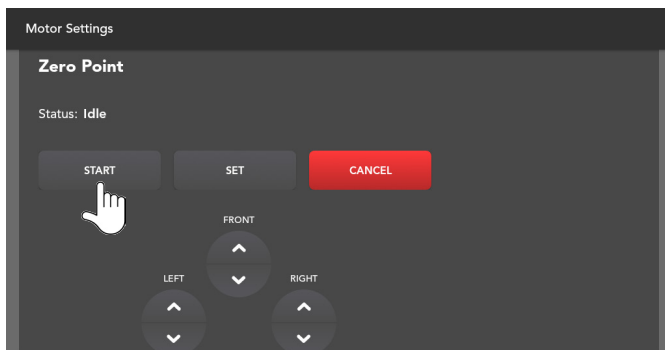 Motor Settings
Zero Point
Status: Idle
START SET CANCEL
FRONT
LEFT RIGHT